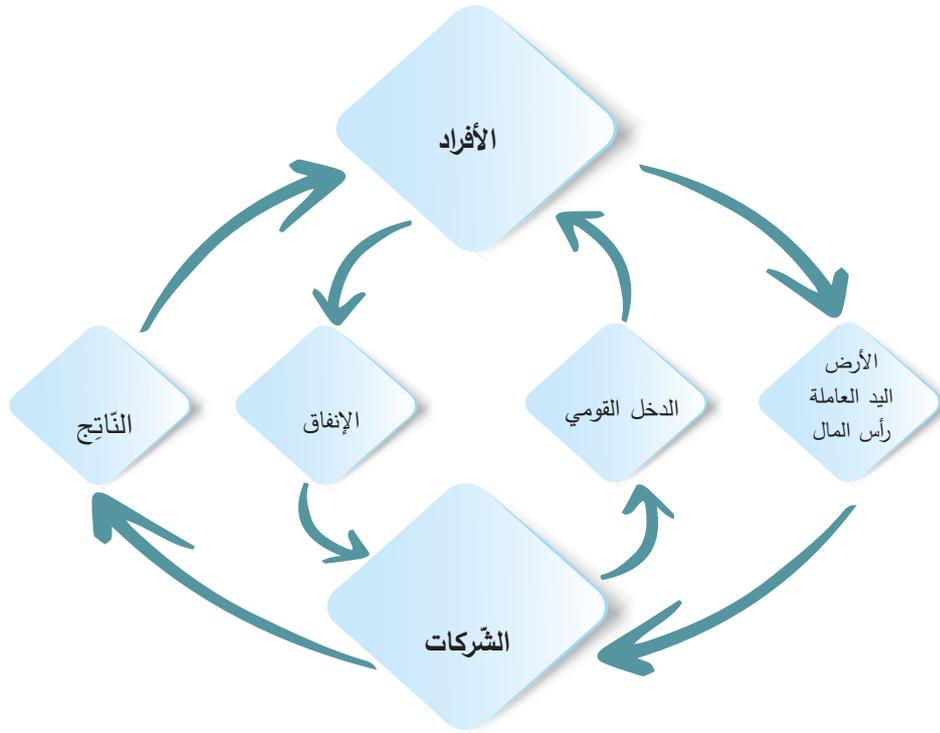 الأفراد
الأرض
اليد العاملة
رأس المال
الدخل القومي
الإنفاق
النّاتِج
الشّركات